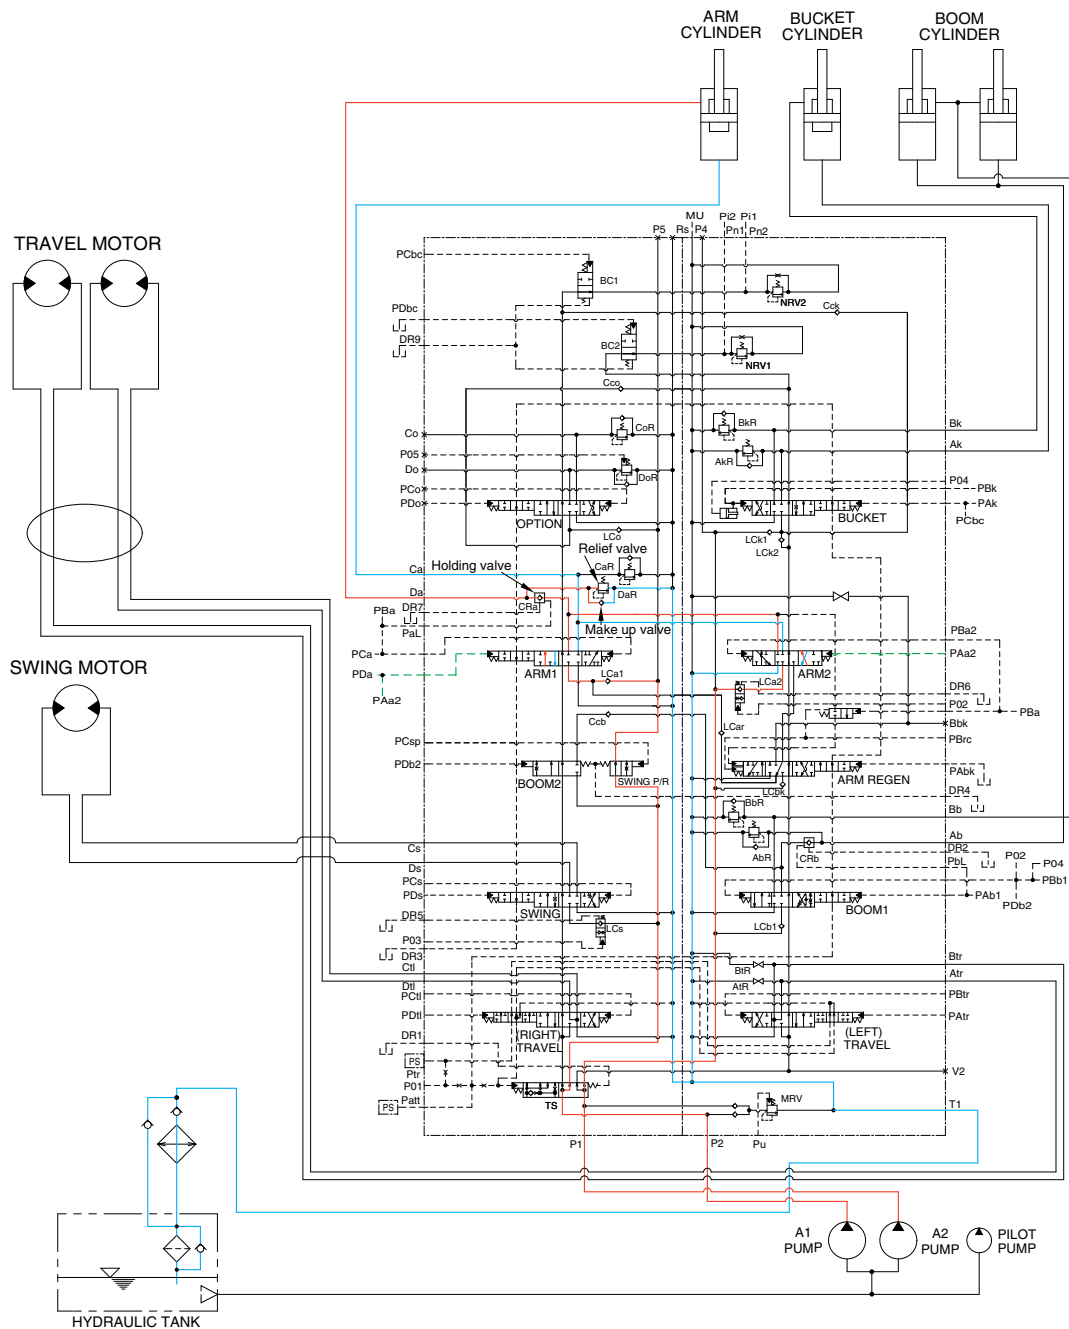 ARM
CYLINDER
BUCKET
CYLINDER
BOOM
CYLINDER
TRAVEL MOTOR
MU
Pi2
Pi1
P5
Rs
P4
Pn1
Pn2
PCbc
BC1
NRV2
PDbc
Cck
DR9
BC2
NRV1
Cco
Co
CoR
BkR
Bk
P05
Ak
Do
DoR
AkR
P04
PCo
PBk
PDo
PAk
OPTION
BUCKET
PCbc
LCo
LCk1
LCk2
Relief valve
Holding valve
CaR
Ca
Da
DaR
DR7
CRa
PBa
PaL
Make up valve
PBa2
PCa
PAa2
PDa
ARM1
ARM2
PAa2
LCa1
LCa2
DR6
P02
PBa
SWING MOTOR
Ccb
LCar
Bbk
PCsp
PBrc
PDb2
BOOM2
SWING P/R
ARM REGEN
PAbk
LCbk
DR4
BbR
Bb
Ab
Cs
AbR
CRb
DR2
P02
P04
Ds
PbL
PCs
PBb1
PDs
PAb1
SWING
BOOM1
PDb2
DR5
LCs
LCb1
P03
DR3
Btr
Ctl
BtR
Atr
Dtl
AtR
PCtl
PBtr
PDtl
PAtr
(RIGHT)
TRAVEL
(LEFT)
TRAVEL
DR1
PS
Ptr
V2
P01
Patt
PS
TS
MRV
T1
P1
P2
Pu
A1
PUMP
A2
PUMP
PILOT
PUMP
HYDRAULIC TANK